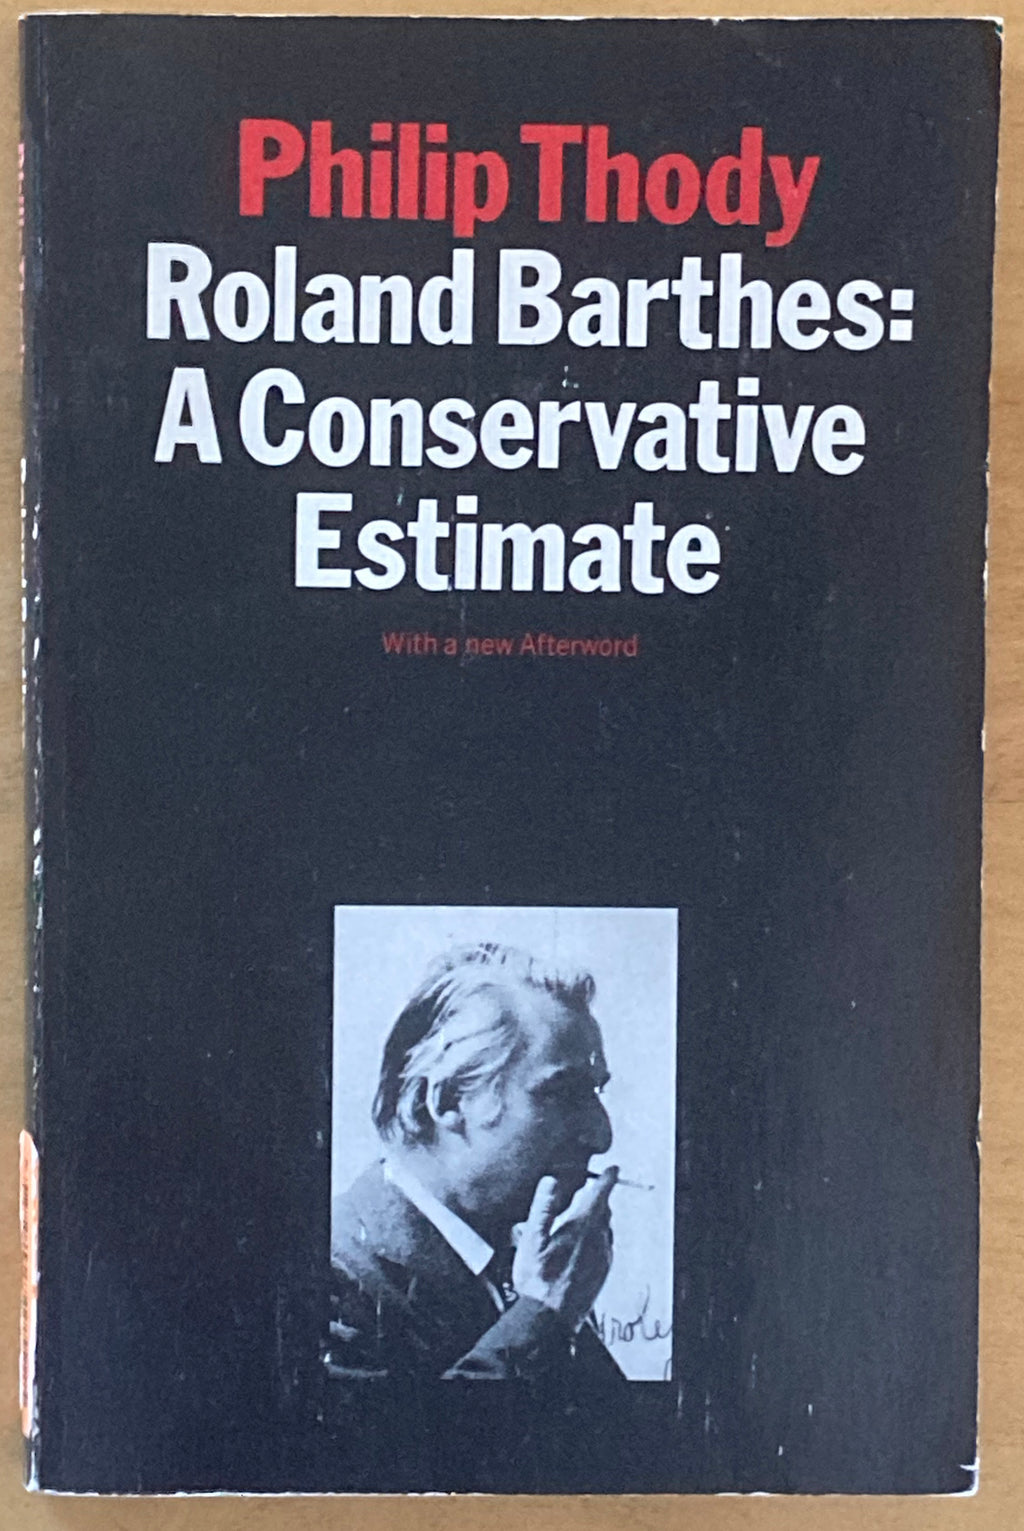 Philip Thody
Roland Barthes:
A Conservative
Estimate
With a new Afterword